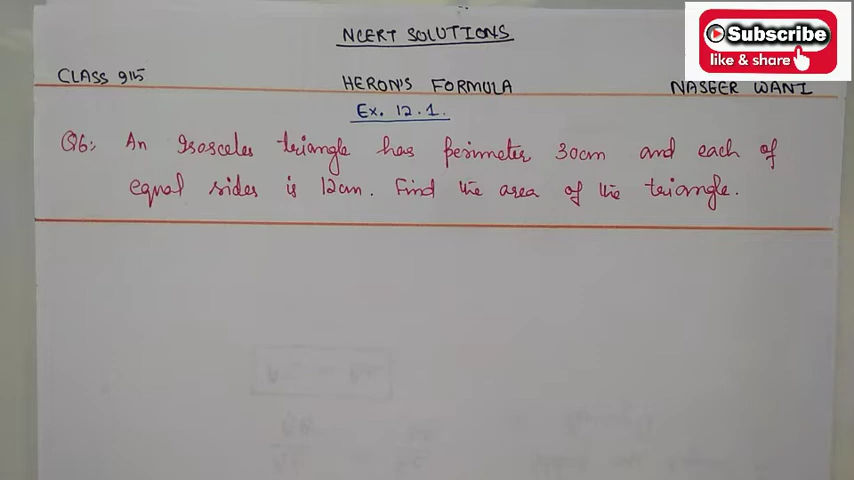 Subscribe
like & share
NCERT SOLUTIONS
CLASS 9th HERON'S FORMULA NASEER WANI
Ex. 12.1.
Q6: An Isosceles triangle has perimeter 30cm and each of
equal sides is 12cm. Find the area of the triangle.